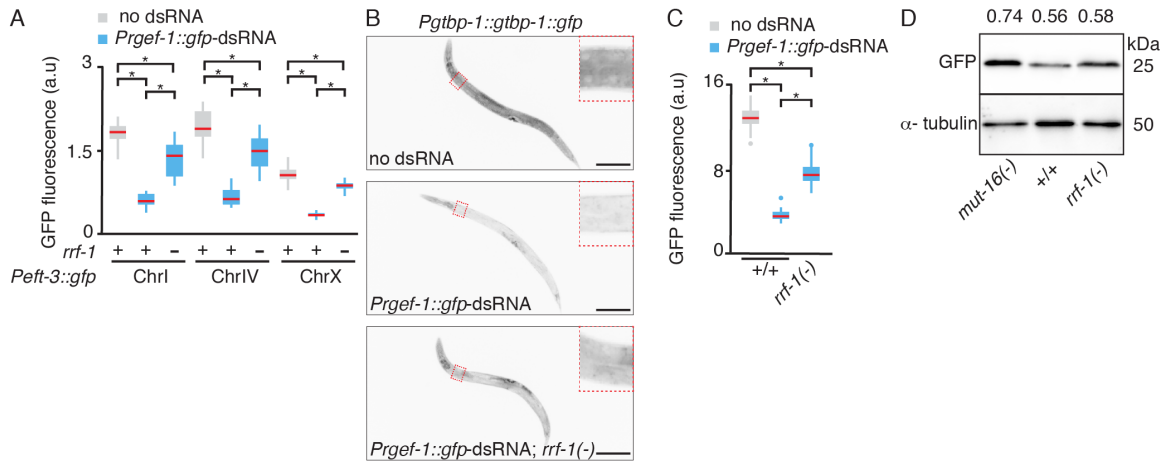 A
no dsRNA
Prgef-1::gfp-dsRNA
GFP fluorescence (a.u)
3
1.5
0
* * * * * * * * *
rrf-1 + + − + + − + + −
Peft-3::gfp ChrI ChrIV ChrX
B
Pgtbp-1::gtbp-1::gfp
no dsRNA
Prgef-1::gfp-dsRNA
Prgef-1::gfp-dsRNA; rrf-1(-)
C
no dsRNA
Prgef-1::gfp-dsRNA
GFP fluorescence (a.u)
16
8
0
* * *
+/+ rrf-1(-)
D
0.74 0.56 0.58
kDa
GFP 25
α- tubulin 50
mut-16(-) +/+ rrf-1(-)